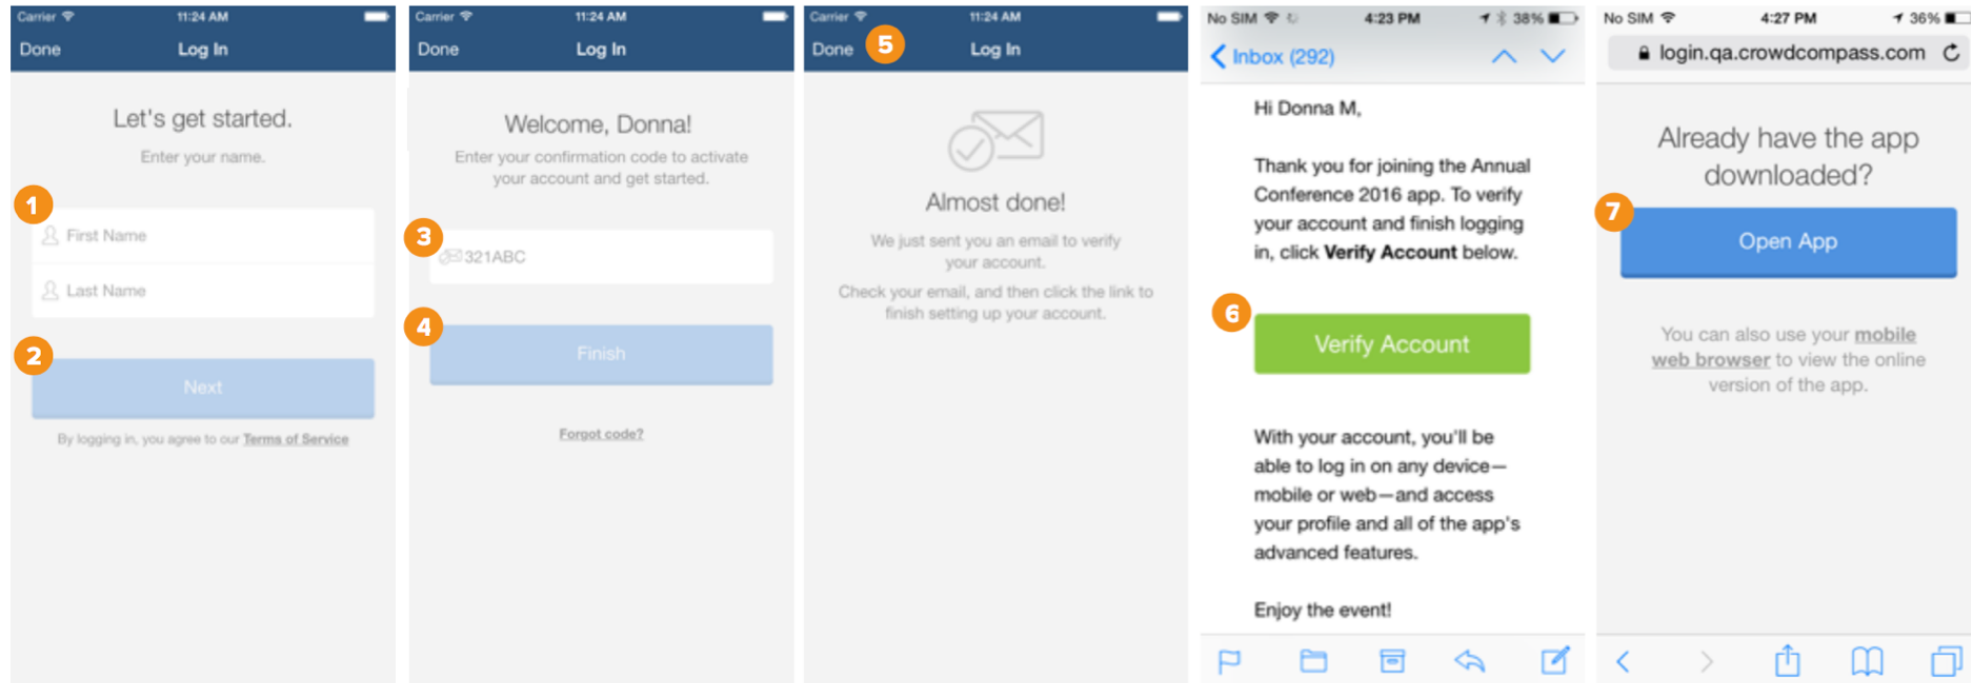 Carrier 11:24 AM
Done Log In
Let's get started.
Enter your name.
1
First Name
Last Name
2
Next
By logging in, you agree to our Terms of Service
Carrier 11:24 AM
Done Log In
Welcome, Donna!
Enter your confirmation code to activate
your account and get started.
3
321ABC
4
Finish
Forgot code?
Carrier 11:24 AM
Done 5 Log In
Almost done!
We just sent you an email to verify
your account.
Check your email, and then click the link to
finish setting up your account.
No SIM 4:23 PM 38%
Inbox (292)
Hi Donna M,
Thank you for joining the Annual
Conference 2016 app. To verify
your account and finish logging
in, click Verify Account below.
6
Verify Account
With your account, you'll be
able to log in on any device—
mobile or web—and access
your profile and all of the app's
advanced features.
Enjoy the event!
No SIM 4:27 PM 36%
login.qa.crowdcompass.com
Already have the app
downloaded?
7
Open App
You can also use your mobile
web browser to view the online
version of the app.